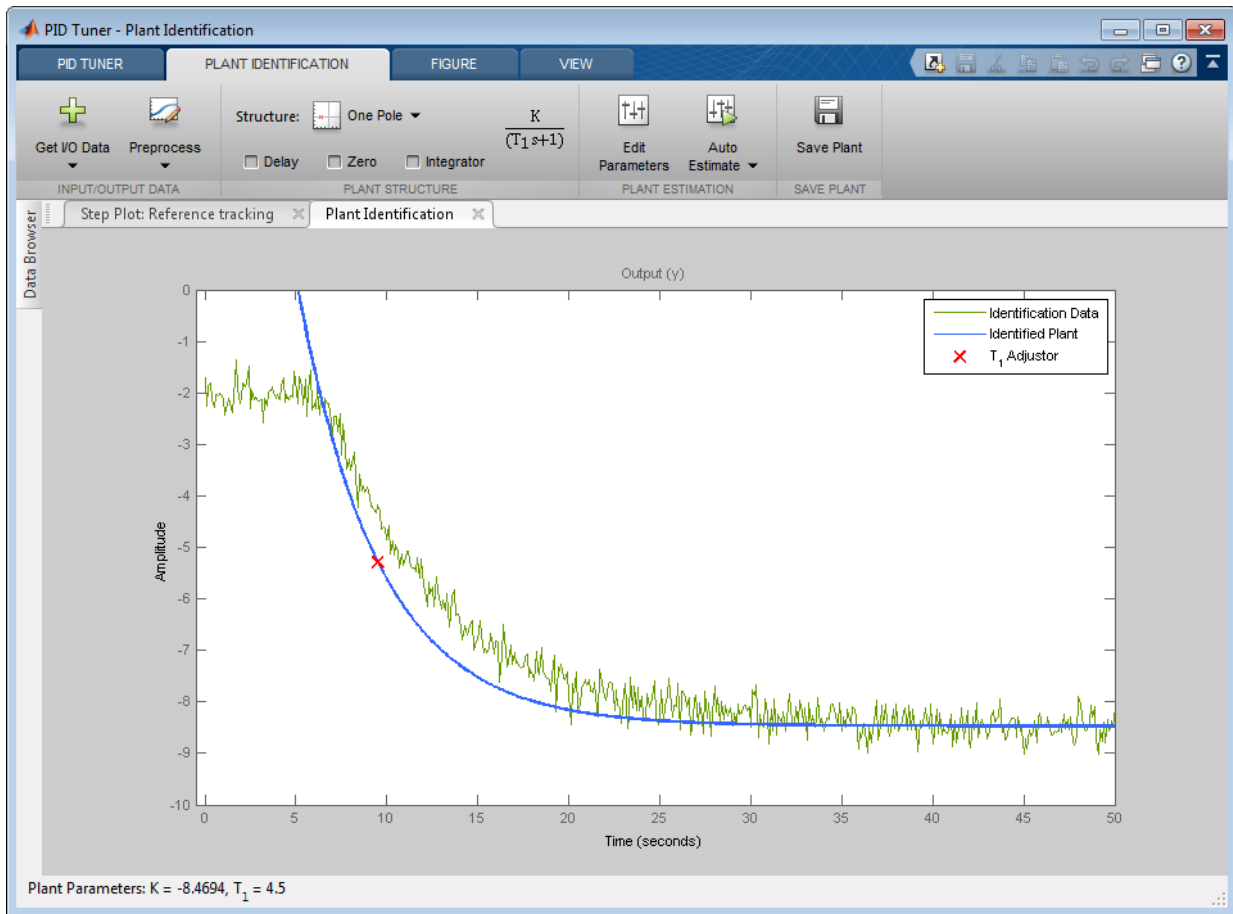 PID Tuner - Plant Identification
PID TUNER
PLANT IDENTIFICATION
FIGURE
VIEW
Get I/O Data
Preprocess
INPUT/OUTPUT DATA
Structure:
One Pole
K
(T₁s+1)
Delay
Zero
Integrator
PLANT STRUCTURE
Edit
Parameters
Auto
Estimate
PLANT ESTIMATION
Save Plant
SAVE PLANT
Data Browser
Step Plot: Reference tracking
Plant Identification
Output (y)
0
-1
-2
-3
-4
-5
-6
-7
-8
-9
-10
Amplitude
Identification Data
Identified Plant
T₁ Adjustor
0 5 10 15 20 25 30 35 40 45 50
Time (seconds)
Plant Parameters: K = -8.4694, T₁ = 4.5